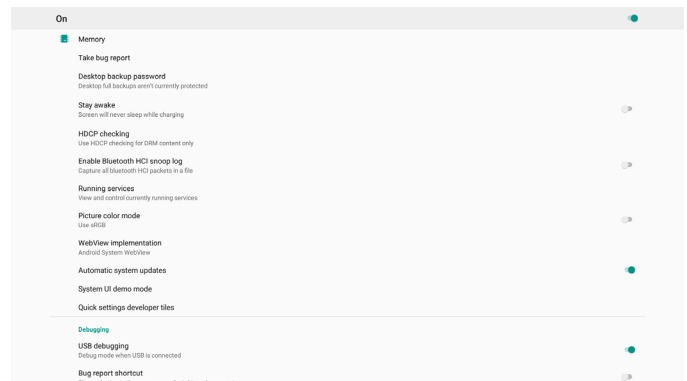 On
Memory
Take bug report
Desktop backup password
Desktop full backups aren't currently protected
Stay awake
Screen will never sleep while charging
HDCP checking
Use HDCP checking for DRM content only
Enable Bluetooth HCI snoop log
Capture all bluetooth HCI packets in a file
Running services
View and control currently running services
Picture color mode
Use sRGB
WebView implementation
Android System WebView
Automatic system updates
System UI demo mode
Quick settings developer tiles
Debugging
USB debugging
Debug mode when USB is connected
Bug report shortcut